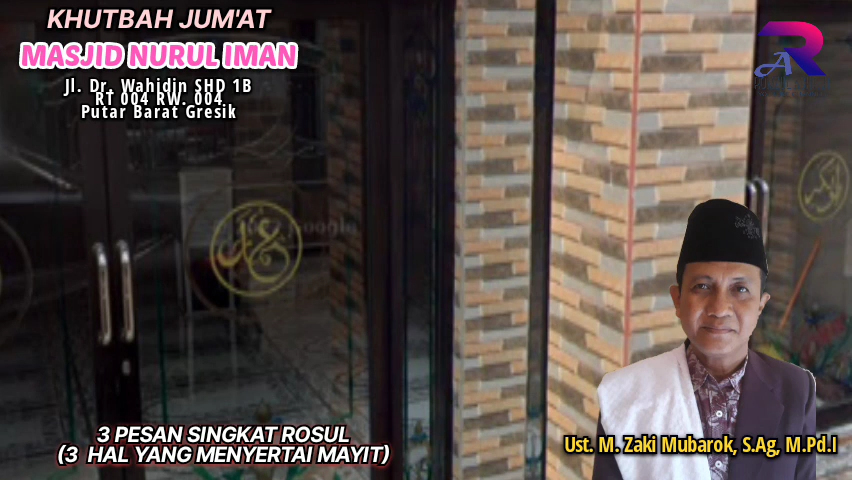 KHUTBAH JUM'AT
MASJID NURUL IMAN
Jl. Dr. Wahidin SHD 1B
RT 004 RW. 004
Putar Barat Gresik
RA
3 PESAN SINGKAT ROSUL
(3 HAL YANG MENYERTAI MAYIT)
Ust. M. Zaki Mubarok, S.Ag, M.Pd.I